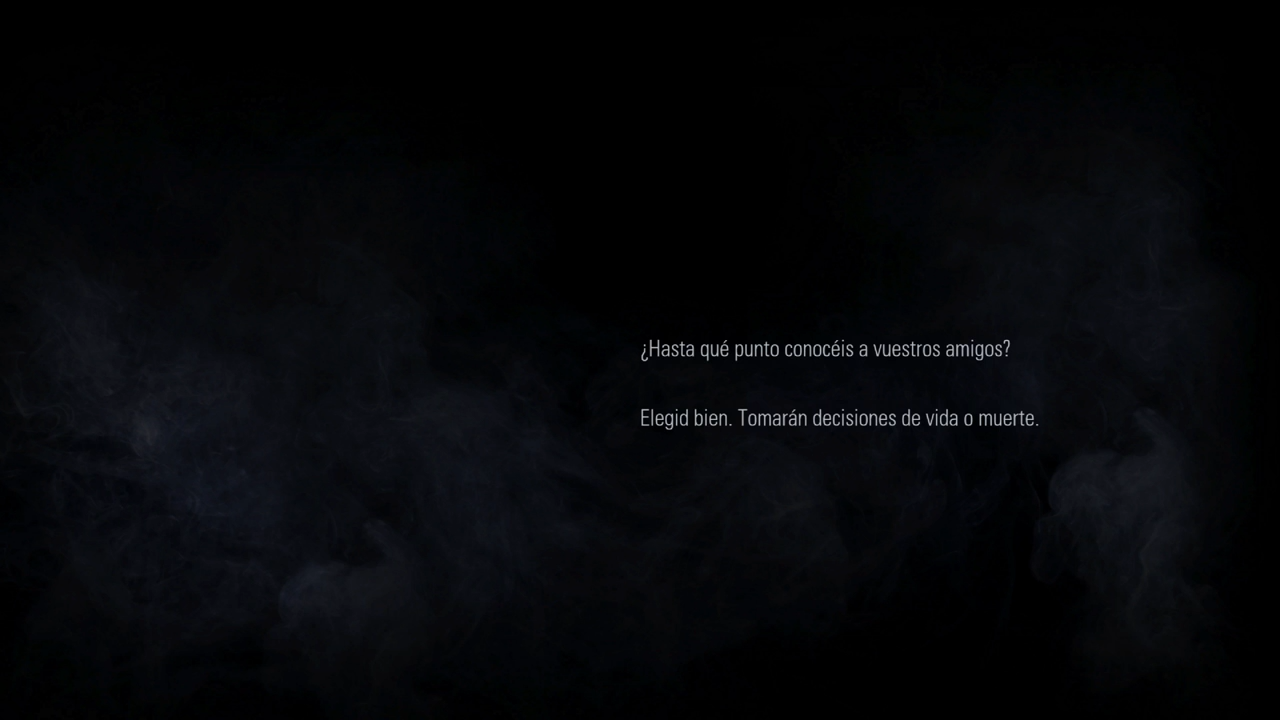 ¿Hasta qué punto conocéis a vuestros amigos?
Elegid bien. Tomarán decisiones de vida o muerte.